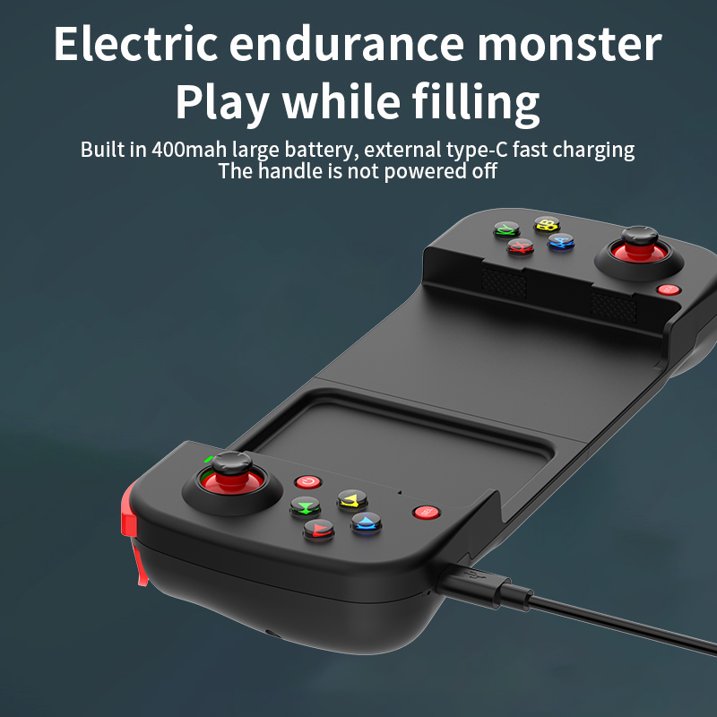 Electric endurance monster
Play while filling
Built in 400mah large battery, external type-C fast charging
The handle is not powered off